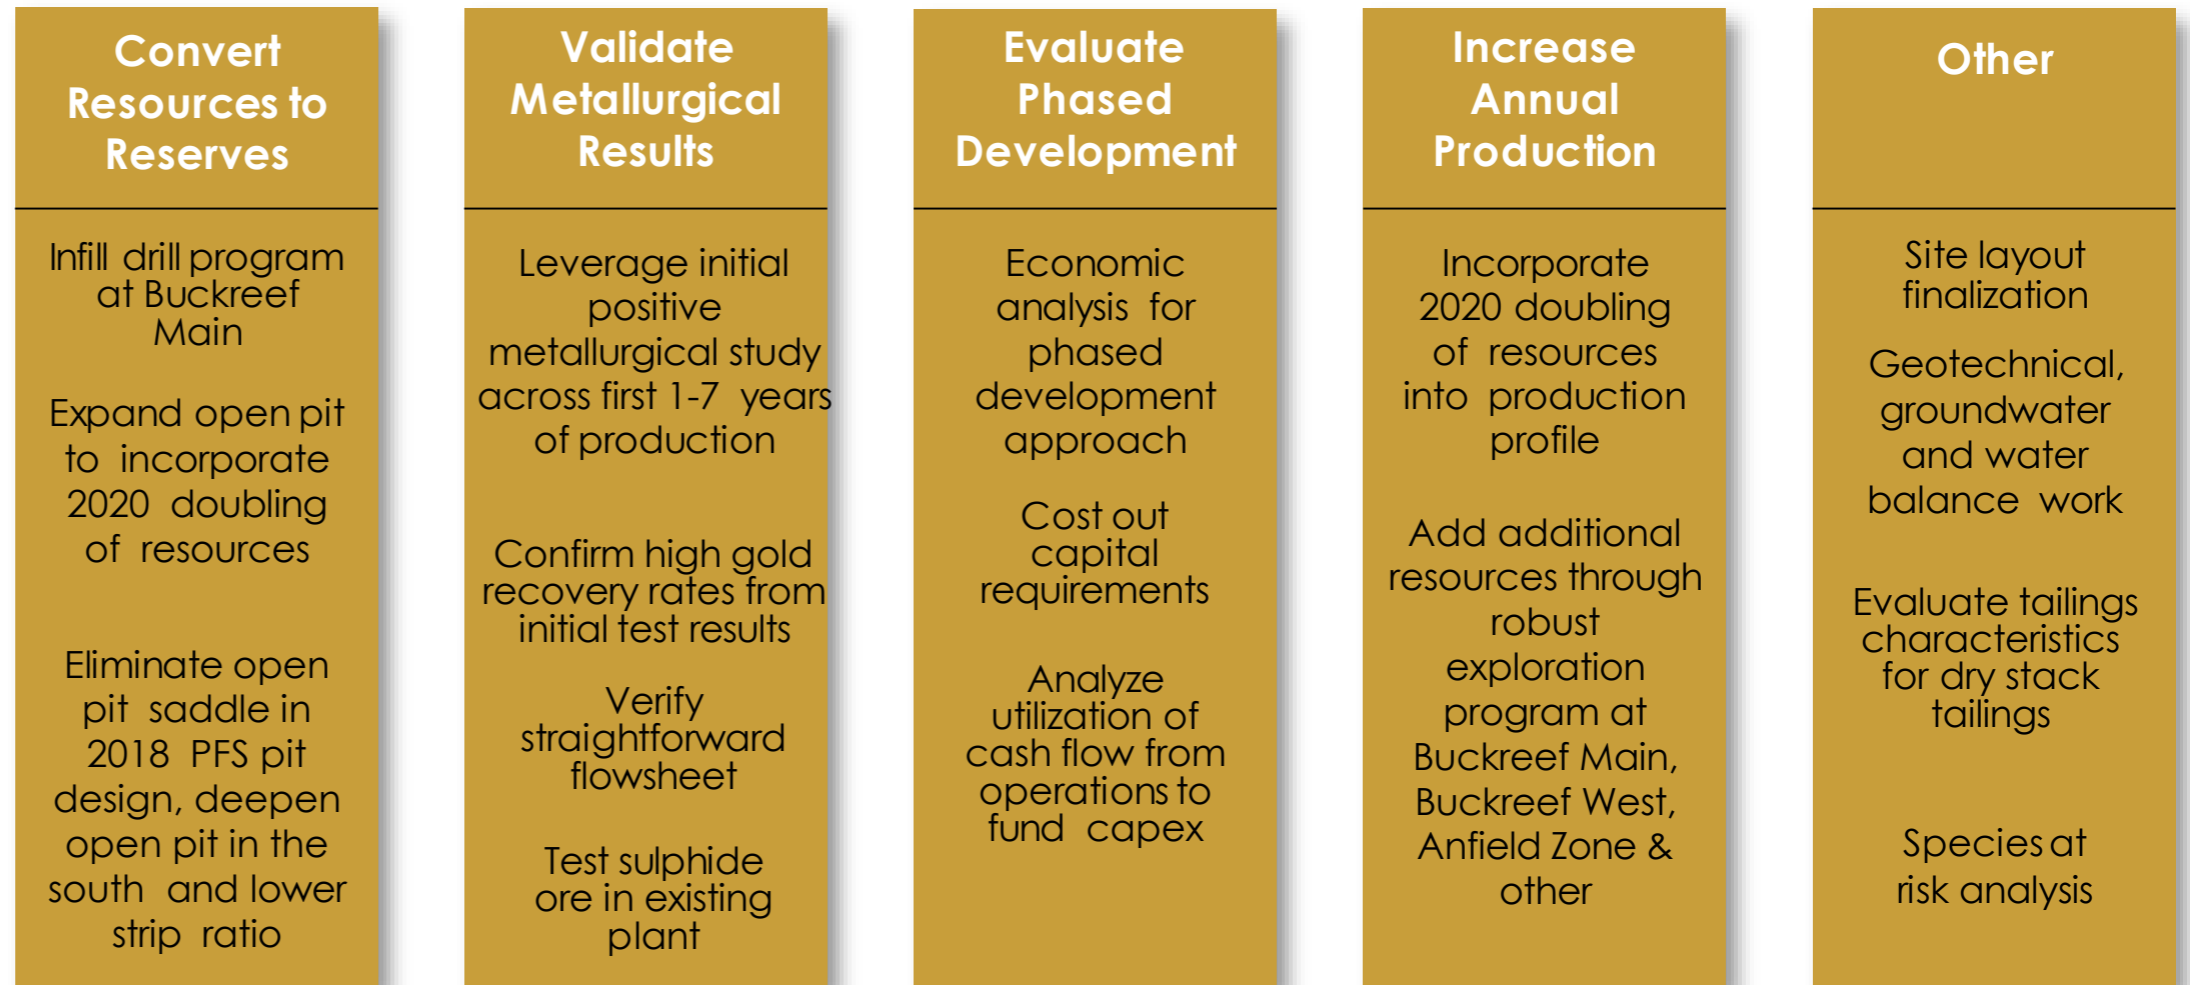 Convert
Resources to
Reserves
Infill drill program
at Buckreef
Main
Expand open pit
to incorporate
2020 doubling
of resources
Eliminate open
pit saddle in
2018 PFS pit
design, deepen
open pit in the
south and lower
strip ratio
Validate
Metallurgical
Results
Leverage initial
positive
metallurgical study
across first 1-7 years
of production
Confirm high gold
recovery rates from
initial test results
Verify
straightforward
flowsheet
Test sulphide
ore in existing
plant
Evaluate
Phased
Development
Economic
analysis for
phased
development
approach
Cost out
capital
requirements
Analyze
utilization of
cash flow from
operations to
fund capex
Increase
Annual
Production
Incorporate
2020 doubling
of resources
into production
profile
Add additional
resources through
robust
exploration
program at
Buckreef Main,
Buckreef West,
Anfield Zone &
other
Other
Site layout
finalization
Geotechnical,
groundwater
and water
balance work
Evaluate tailings
characteristics
for dry stack
tailings
Species at
risk analysis